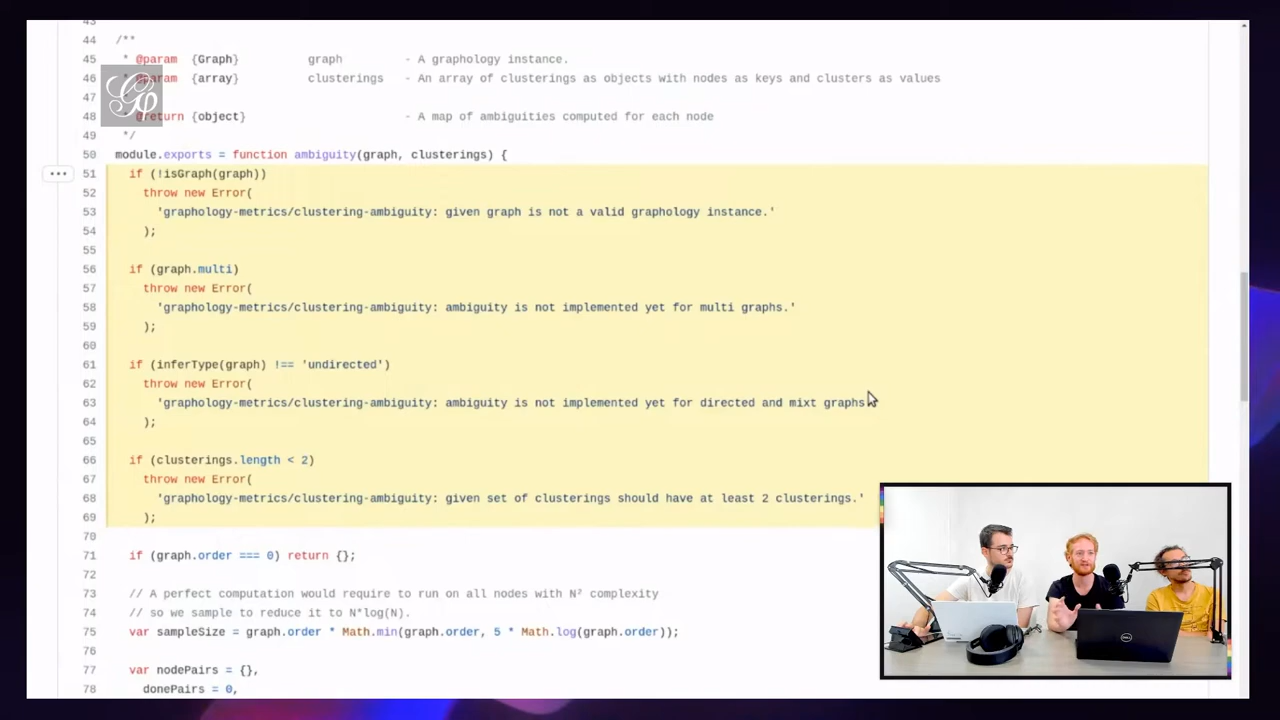 43
44 /**
45 * @param {Graph} graph - A graphology instance.
46 * @param {array} clusterings - An array of clusterings as objects with nodes as keys and clusters as values
47
48 * @return {object} - A map of ambiguities computed for each node
49 */
50 module.exports = function ambiguity(graph, clusterings) {
51 if (!isGraph(graph))
52 throw new Error(
53 'graphology-metrics/clustering-ambiguity: given graph is not a valid graphology instance.'
54 );
55
56 if (graph.multi)
57 throw new Error(
58 'graphology-metrics/clustering-ambiguity: ambiguity is not implemented yet for multi graphs.'
59 );
60
61 if (inferType(graph) !== 'undirected')
62 throw new Error(
63 'graphology-metrics/clustering-ambiguity: ambiguity is not implemented yet for directed and mixt graphs
64 );
65
66 if (clusterings.length < 2)
67 throw new Error(
68 'graphology-metrics/clustering-ambiguity: given set of clusterings should have at least 2 clusterings.'
69 );
70
71 if (graph.order === 0) return {};
72
73 // A perfect computation would require to run on all nodes with N² complexity
74 // so we sample to reduce it to N*log(N).
75 var sampleSize = graph.order * Math.min(graph.order, 5 * Math.log(graph.order));
76
77 var nodePairs = {},
78 donePairs = 0,
DELL